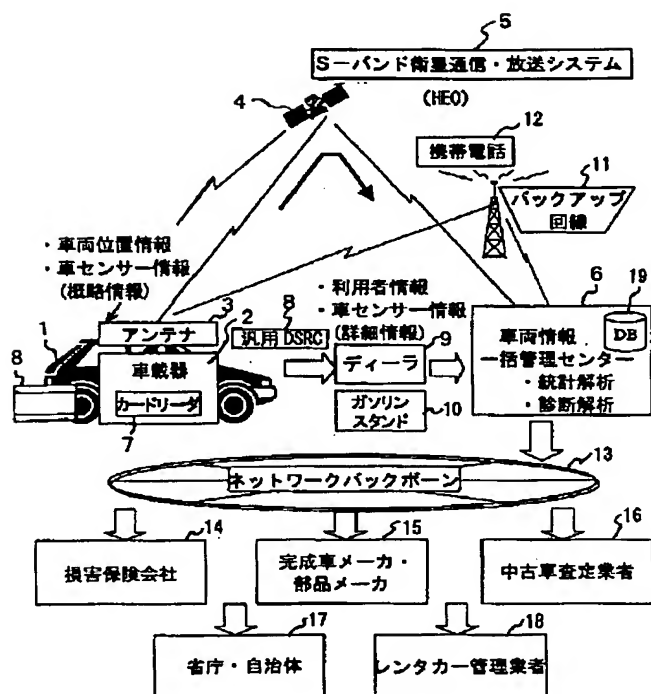 5
S-バンド衛星通信・放送システム
(HEO)
4
12
携帯電話
11
バックアップ
回線
・車両位置情報
・車センサー情報
(概略情報)
3
アンテナ
2
車載器
カードリーダ
7
1
8
8
汎用DSRC
・利用者情報
・車センサー情報
(詳細情報)
9
ディーラ
ガソリン
スタンド
10
6
19
DB
車両情報
一括管理センター
・統計解析
・診断解析
13
ネットワークバックボーン
14
損害保険会社
15
完成車メーカ・
部品メーカ
16
中古車査定業者
17
省庁・自治体
18
レンタカー管理業者